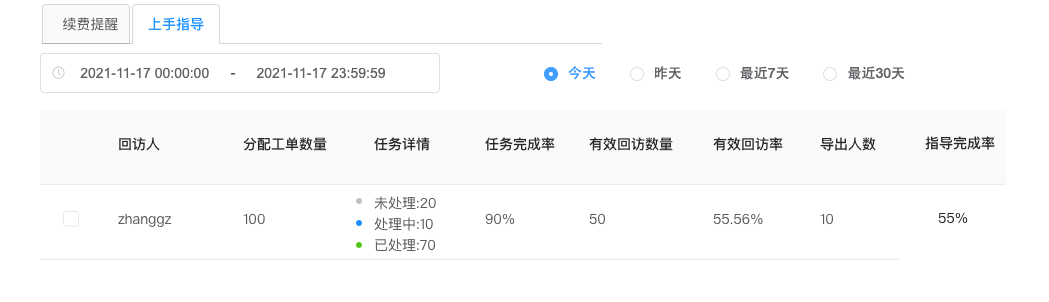 续费提醒 上手指导
2021-11-17 00:00:00 - 2021-11-17 23:59:59 今天 昨天 最近7天 最近30天
回访人 分配工单数量 任务详情 任务完成率 有效回访数量 有效回访率 导出人数 指导完成率
未处理:20
zhanggz 100 处理中:10 90% 50 55.56% 10 55%
已处理:70